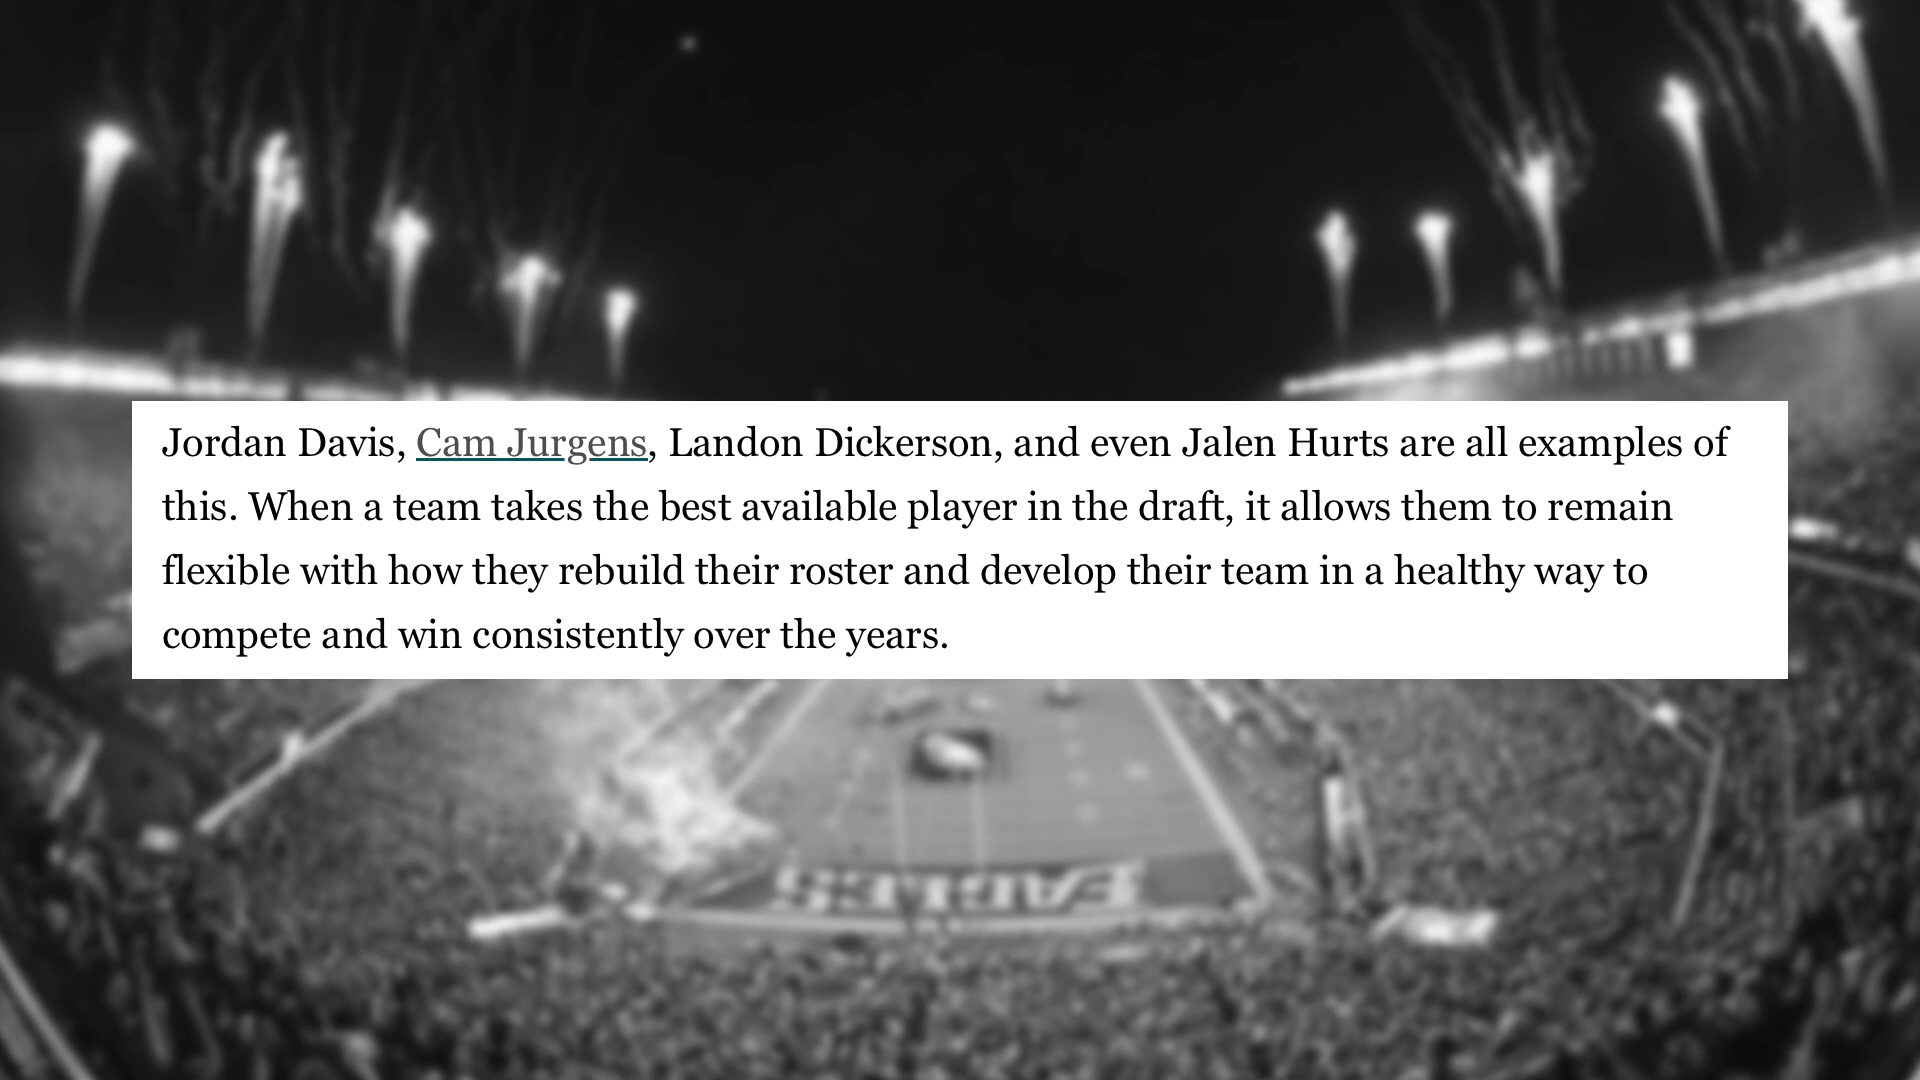 Jordan Davis, Cam Jurgens, Landon Dickerson, and even Jalen Hurts are all examples of
this. When a team takes the best available player in the draft, it allows them to remain
flexible with how they rebuild their roster and develop their team in a healthy way to
compete and win consistently over the years.
EAGLES